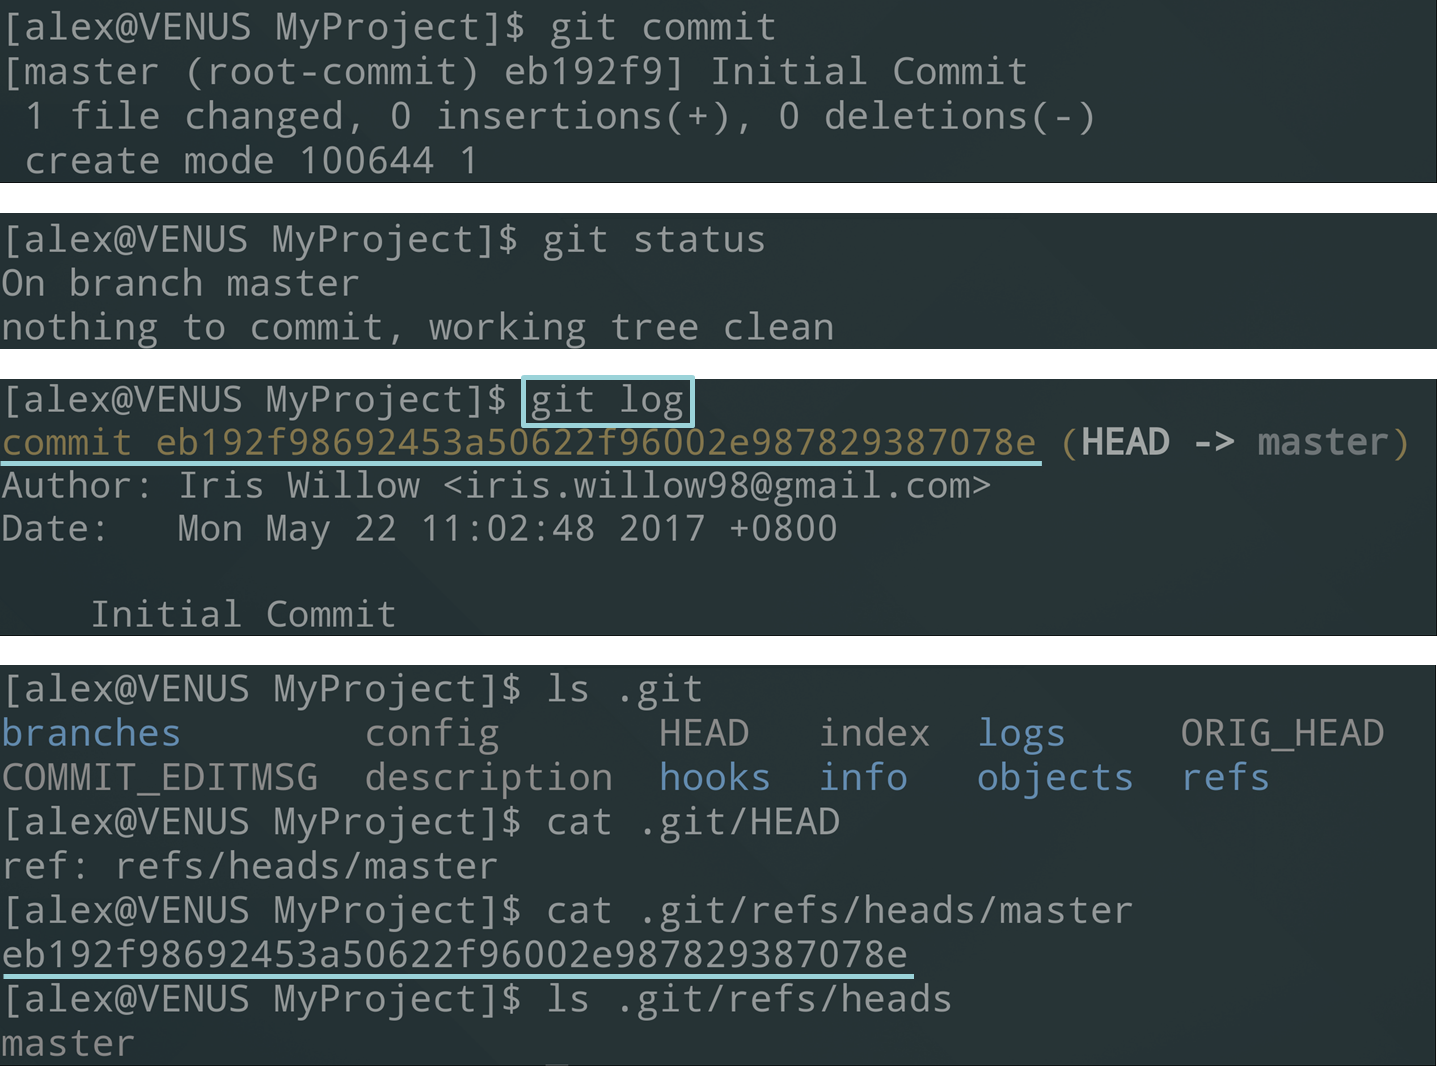 [alex@VENUS MyProject]$ git commit
[master (root-commit) eb192f9] Initial Commit
 1 file changed, 0 insertions(+), 0 deletions(-)
 create mode 100644 1
[alex@VENUS MyProject]$ git status
On branch master
nothing to commit, working tree clean
[alex@VENUS MyProject]$ git log
commit eb192f98692453a50622f96002e987829387078e (HEAD -> master)
Author: Iris Willow <iris.willow98@gmail.com>
Date:   Mon May 22 11:02:48 2017 +0800
    Initial Commit
[alex@VENUS MyProject]$ ls .git
branches        config       HEAD   index  logs     ORIG_HEAD
COMMIT_EDITMSG  description  hooks  info   objects  refs
[alex@VENUS MyProject]$ cat .git/HEAD
ref: refs/heads/master
[alex@VENUS MyProject]$ cat .git/refs/heads/master
eb192f98692453a50622f96002e987829387078e
[alex@VENUS MyProject]$ ls .git/refs/heads
master